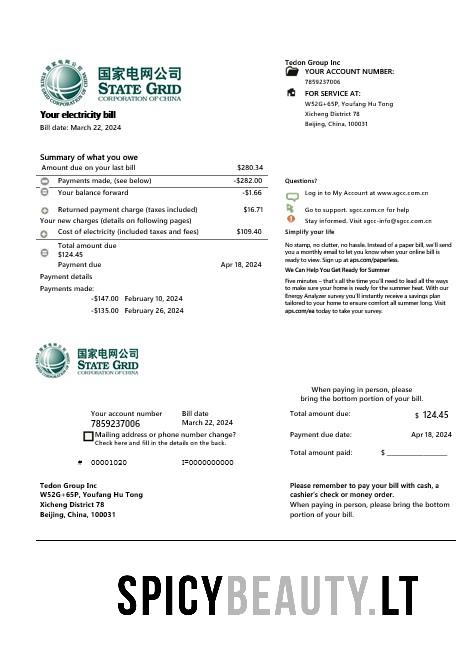 国家电网公司
STATE GRID
CORPORATION OF CHINA
Your electricity bill
Bill date: March 22, 2024
Tedon Group Inc
YOUR ACCOUNT NUMBER:
7859237006
FOR SERVICE AT:
W52G+65P, Youfang Hu Tong
Xicheng District 78
Beijing, China, 100031
Summary of what you owe
Amount due on your last bill $280.34
Payments made, (see below) -$282.00
Your balance forward -$1.66
Returned payment charge (taxes included) $16.71
Your new charges (details on following pages)
Cost of electricity (included taxes and fees) $109.40
Total amount due
$124.45
Payment due Apr 18, 2024
Payment details
Payments made:
-$147.00 February 10, 2024
-$135.00 February 26, 2024
Questions?
Log in to My Account at www.sgcc.com.cn
Go to support. sgcc.com.cn for help
Stay informed. Visit sgcc-info@sgcc.com.cn
Simplify your life
No stamp, no clutter, no hassle. Instead of a paper bill, we'll send
you a monthly email to let you know when your online bill is
ready to view. Sign up at aps.com/paperless.
We Can Help You Get Ready for Summer
Five minutes – that's all the time you'll need to lead all the ways
to make sure your home is ready for the summer heat. With our
Energy Analyzer survey you'll instantly receive a savings plan
tailored to your home to ensure comfort all summer long. Visit
aps.com/ea today to take your survey.
国家电网公司
STATE GRID
CORPORATION OF CHINA
When paying in person, please
bring the bottom portion of your bill.
Your account number Bill date
7859237006 March 22, 2024
Mailing address or phone number change?
Check here and fill in the details on the back.
# 00001020 I=0000000000
Total amount due: $ 124.45
Payment due date: Apr 18, 2024
Total amount paid: $
Tedon Group Inc
W52G+65P, Youfang Hu Tong
Xicheng District 78
Beijing, China, 100031
Please remember to pay your bill with cash, a
cashier's check or money order.
When paying in person, please bring the bottom
portion of your bill.
SPICYBEAUTY.LT